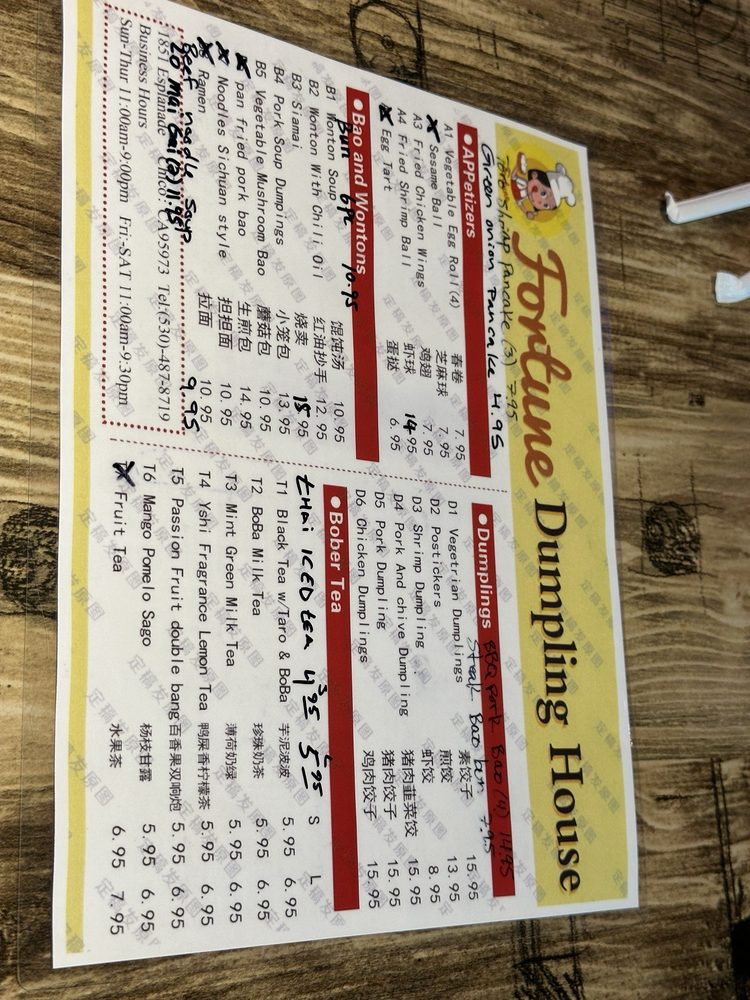 Fortune Dumpling House
Toro shrimp Pancake (3) 7.95
Green onion Pancake 4.95
●APPetizers
A1 Vegetable Egg Roll(4) 春卷 7.95
Sesame Ball 芝麻球 7.95
A3 Fried Chicken Wings 鸡翅 7.95
A4 Fried Shrimp Ball 虾球 14.95
Egg Tart 蛋挞 6.95
●Bao and Wontons
Bun 6pc 10.95
B1 Wonton Soup 馄饨汤 10.95
B2 Wonton With Chili Oil 红油抄手 12.95
B3 Siamai 烧卖 15
B4 Pork Soup Dumpings 小笼包 13.95
B5 Vegetable Mushroom Bao 蘑菇包 10.95
pan fried pork bao 生煎包 14.95
Noodles Sichuan style 担担面 10.95
Ramen 拉面 10.95
Beef noodle soup 9.95
1851 Esplanade Chico, CA95973 Tel:(530)-487-8719
Business Hours
Sun-Thur 11:00am-9:00pm Fri-SAT 11:00am-9:30pm
●Dumplings
BBQ Pork Bao (4) 14.95
Steak Bao bun 7.95
D1 Vegetrian Dumplings 素饺子 15.95
D2 Postickers 煎饺 13.95
D3 Shrimp Dumpling 虾饺 8.95
D4 Pork And chive Dumpling 猪肉韭菜饺 15.95
D5 Pork Dumpling 猪肉饺子 15.95
D6 Chicken Dumplings 鸡肉饺子 15.95
●Bober Tea
tHai ICED tEA 4.95 5.95
S L
T1 Black Tea w/Taro & BoBa 芋泥波波 5.95 6.95
T2 BoBa Milk Tea 珍珠奶茶 5.95 6.95
T3 Mint Green Milk Tea 薄荷奶绿 5.95 6.95
T4 Yshi Fragrance Lemon Tea 鸭屎香柠檬茶 5.95 6.95
T5 Passion Fruit double bang 百香果双响炮 5.95 6.95
T6 Mango Pomelo Sago 杨枝甘露 5.95 6.95
Fruit Tea 水果茶 6.95 7.95
定稿发原图